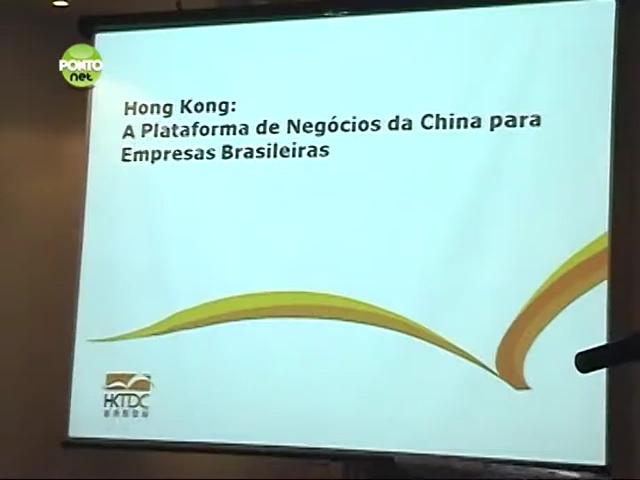 PONTO
net
Hong Kong:
A Plataforma de Negócios da China para
Empresas Brasileiras
HKTDC